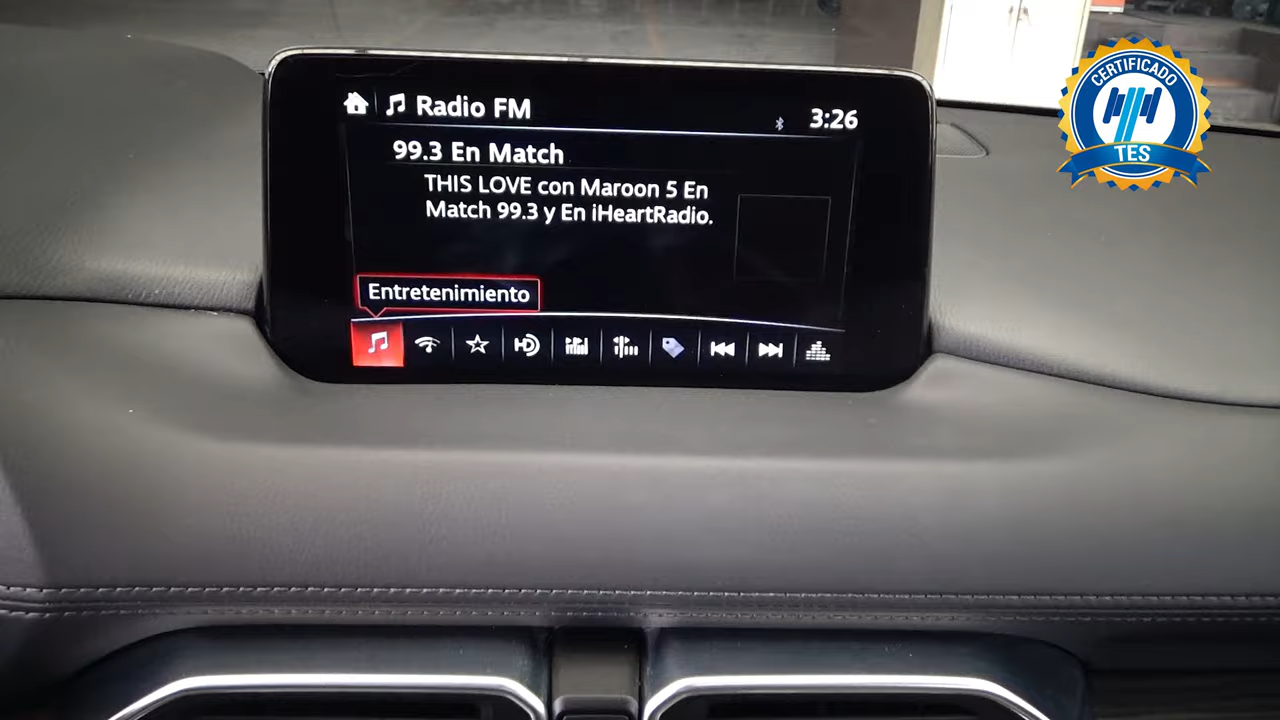 Radio FM
3:26
99.3 En Match
THIS LOVE con Maroon 5 En
Match 99.3 y En iHeartRadio.
Entretenimiento
HD
CERTIFICADO
TES